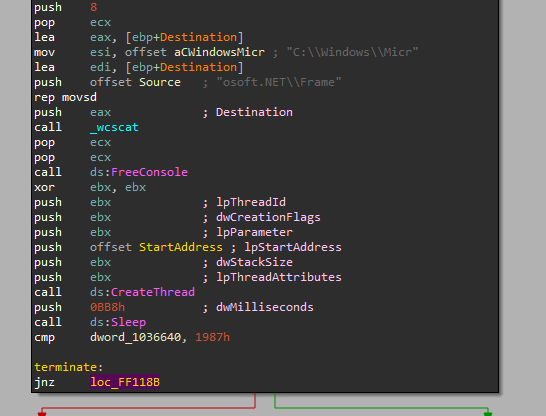 push 8
pop ecx
lea eax, [ebp+Destination]
mov esi, offset aCWindowsMicr ; "C:\\Windows\\Micr"
lea edi, [ebp+Destination]
push offset Source ; "osoft.NET\\Frame"
rep movsd
push eax ; Destination
call _wcscat
pop ecx
pop ecx
call ds:FreeConsole
xor ebx, ebx
push ebx ; lpThreadId
push ebx ; dwCreationFlags
push ebx ; lpParameter
push offset StartAddress ; lpStartAddress
push ebx ; dwStackSize
push ebx ; lpThreadAttributes
call ds:CreateThread
push 0BB8h ; dwMilliseconds
call ds:Sleep
cmp dword_1036640, 1987h
terminate:
jnz loc_FF118B